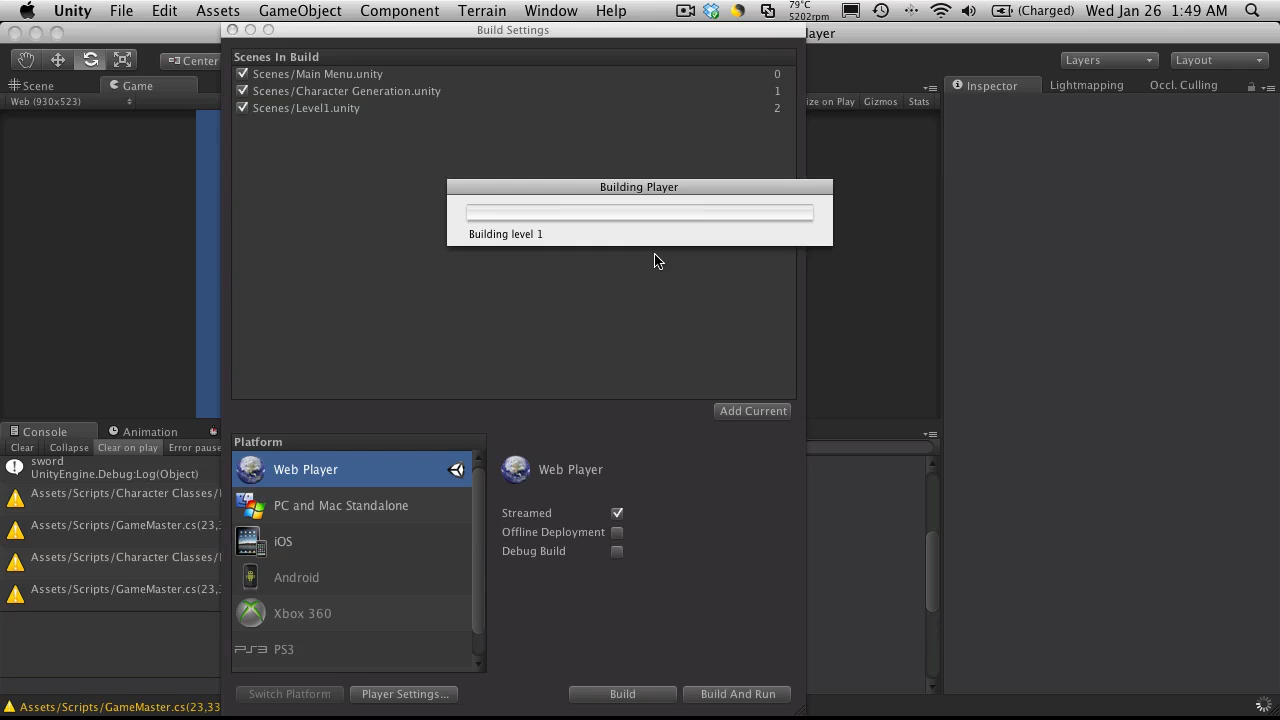 Unity File Edit Assets GameObject Component Terrain Window Help 79°C 5202rpm (Charged) Wed Jan 26 1:49 AM
Build Settings
Scenes In Build
Scenes/Main Menu.unity 0
Scenes/Character Generation.unity 1
Scenes/Level1.unity 2
Center
Layers
Layout
Scene
Game
Web (930x523)
Gizmos
Stats
Inspector
Lightmapping
Occl. Culling
Building Player
Building level 1
Add Current
Console
Animation
Clear
Collapse
Clear on play
Error pause
sword
UnityEngine.Debug:Log(Object)
Assets/Scripts/Character Classes/
Assets/Scripts/GameMaster.cs(23,
Assets/Scripts/Character Classes/
Assets/Scripts/GameMaster.cs(23,
Assets/Scripts/GameMaster.cs(23,33
Platform
Web Player
PC and Mac Standalone
iOS
Android
Xbox 360
PS3
Web Player
Streamed
Offline Deployment
Debug Build
Switch Platform
Player Settings...
Build
Build And Run